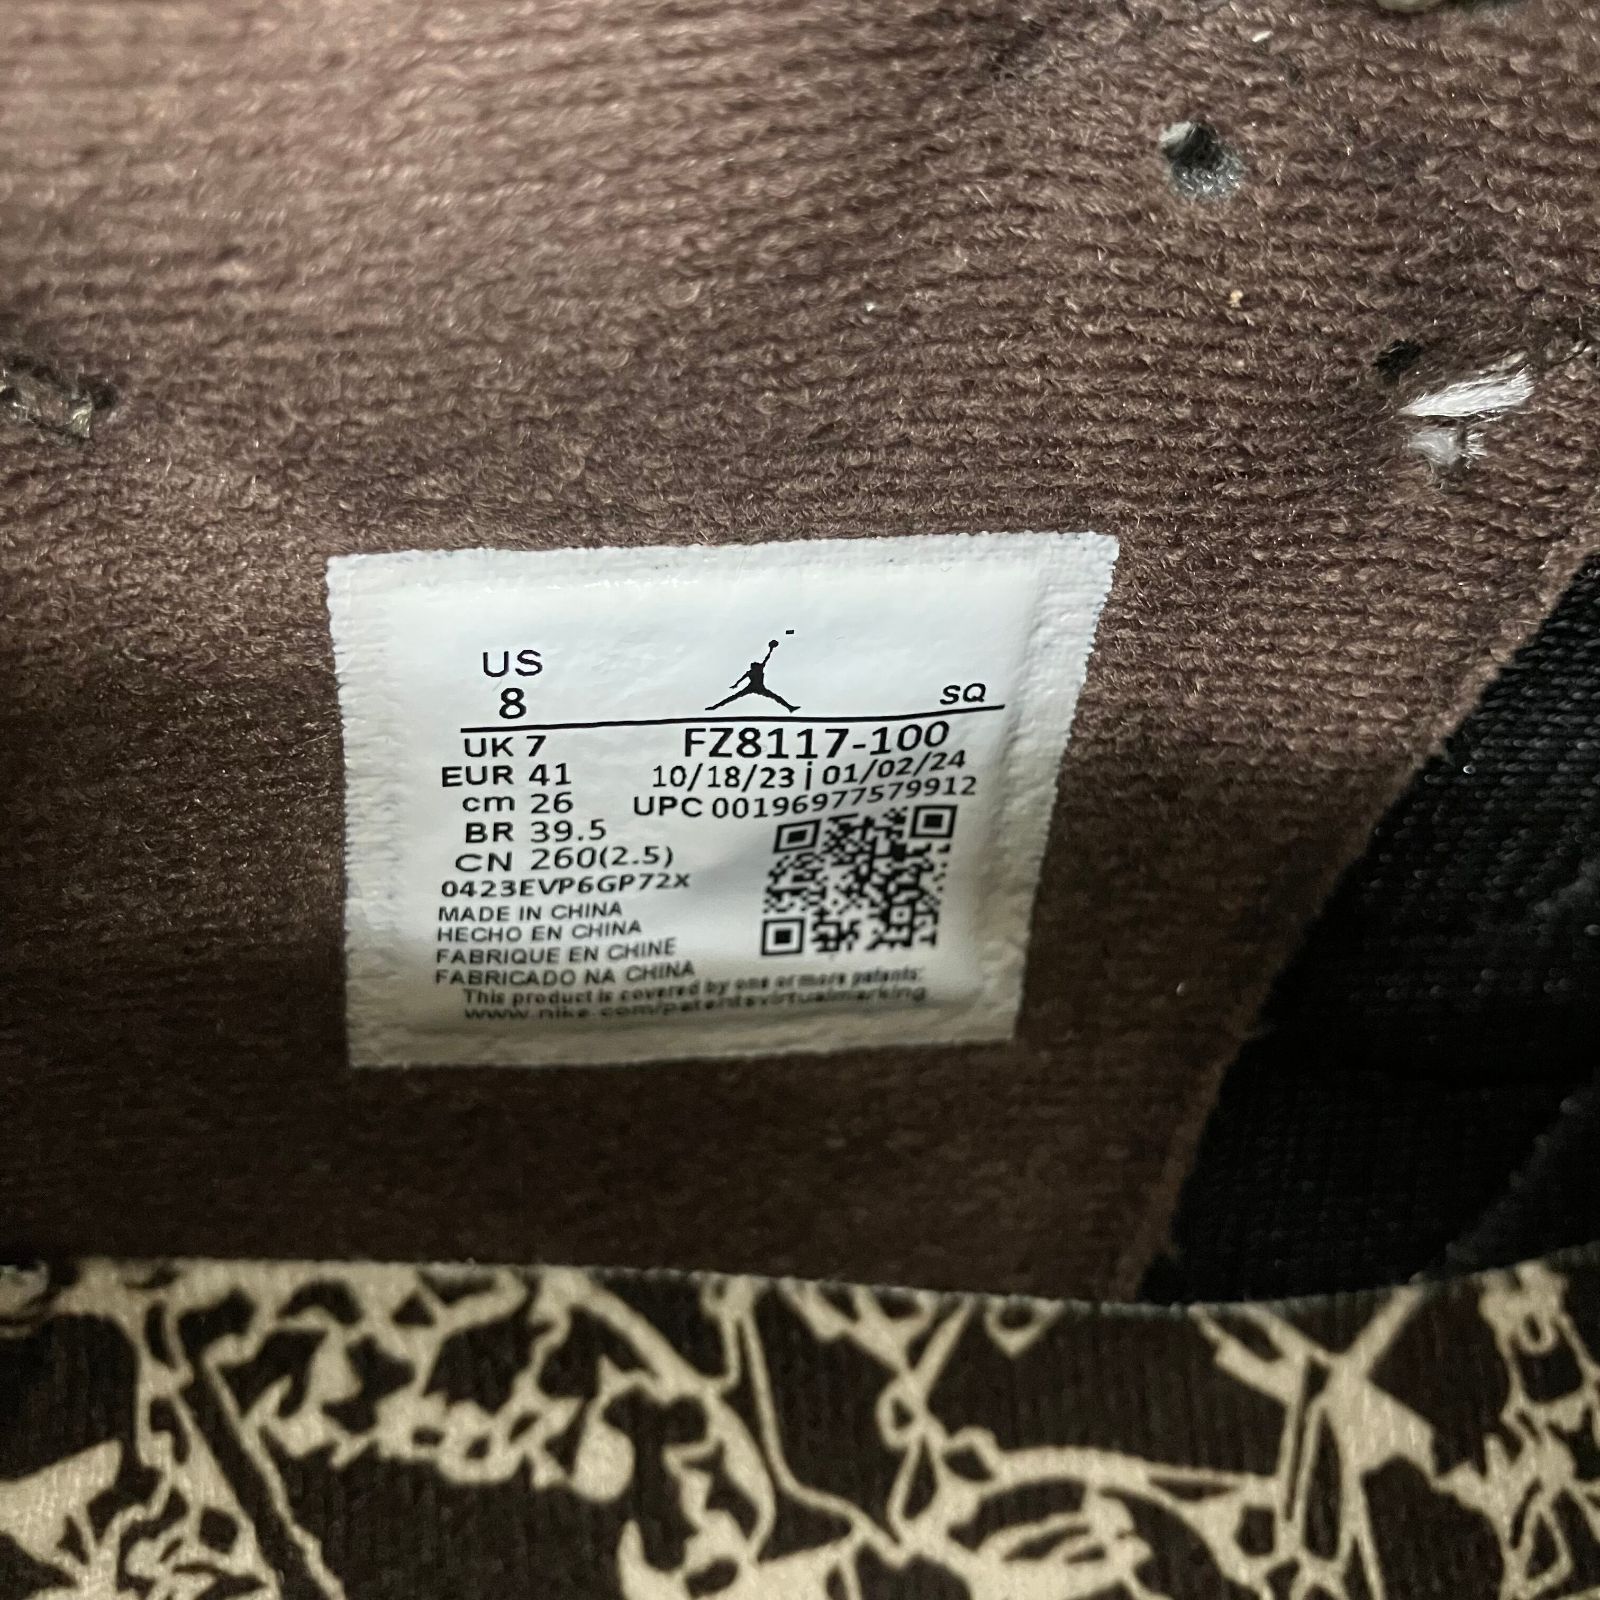 US
8
SQ
UK 7
FZ8117-100
EUR 41
10/18/23 | 01/02/24
cm 26
UPC 00196977579912
BR 39.5
CN 260(2.5)
0423EVP6GP72X
MADE IN CHINA
HECHO EN CHINA
FABRIQUE EN CHINE
FABRICADO NA CHINA
This product is covered by one or more patents:
www.nike.com/patentsvirtualmarking